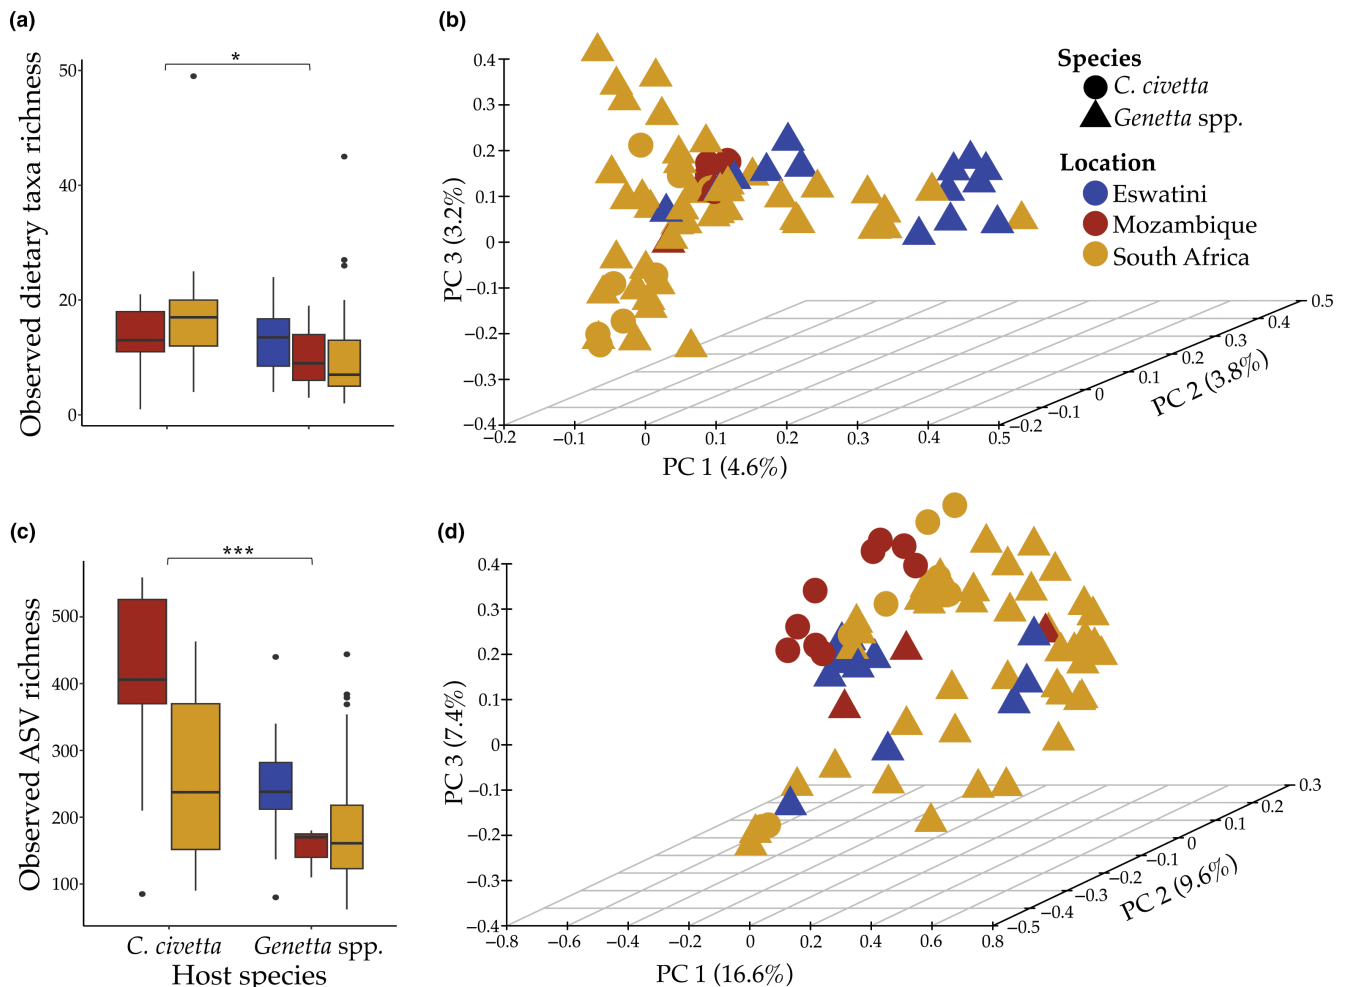 (a)
*
Observed dietary taxa richness
50
40
20
0
(b)
0.4
0.3
0.2
0.1
0
−0.1
−0.2
−0.3
−0.4
PC 3 (3.2%)
−0.2
−0.1
0
0.1
0.2
0.3
0.4
0.5
PC 1 (4.6%)
−0.2
−0.1
0
0.1
0.2
0.3
0.4
0.5
PC 2 (3.8%)
Species
C. civetta
Genetta spp.
Location
Eswatini
Mozambique
South Africa
(c)
***
Observed ASV richness
500
400
300
200
100
C. civetta
Genetta spp.
Host species
(d)
0.4
0.3
0.2
0.1
0
−0.1
−0.2
−0.3
−0.4
PC 3 (7.4%)
−0.8
−0.6
−0.4
−0.2
0
0.2
0.4
0.6
0.8
PC 1 (16.6%)
−0.5
−0.4
−0.3
−0.2
−0.1
0
0.1
0.2
0.3
PC 2 (9.6%)